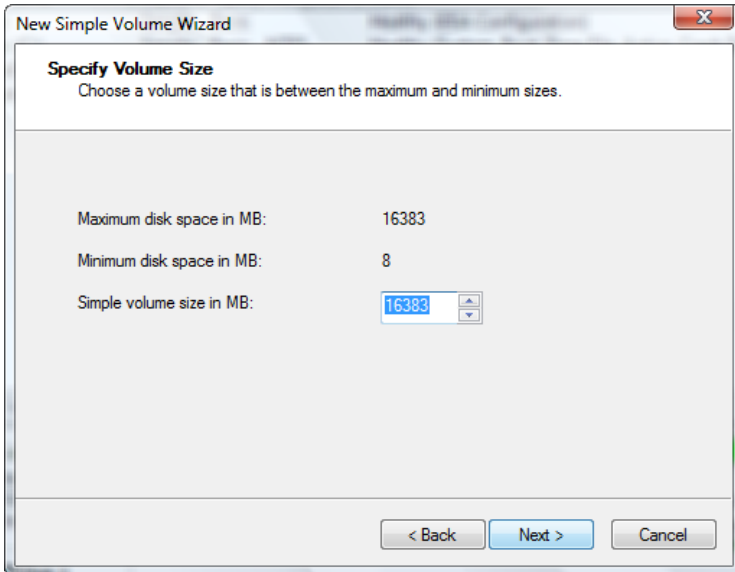 New Simple Volume Wizard
Specify Volume Size
Choose a volume size that is between the maximum and minimum sizes.
Maximum disk space in MB: 16383
Minimum disk space in MB: 8
Simple volume size in MB: 16383
< Back Next > Cancel